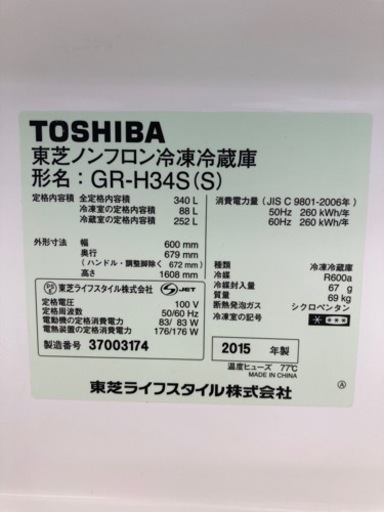 TOSHIBA
東芝ノンフロン冷凍冷蔵庫
形名：GR-H34S(S)
定格内容積 全定格内容積 340 L
冷凍室の定格内容積 88 L
冷蔵室の定格内容積 252 L
外形寸法 幅 600 mm
奥行 679 mm
(ハンドル・調整脚除く 672 mm)
高さ 1608 mm
東芝ライフスタイル株式会社 JET
定格電圧 100 V
定格周波数 50/60 Hz
電動機の定格消費電力 83/ 83 W
電熱装置の定格消費電力 176/176 W
製造番号 37003174
消費電力量 (JIS C 9801-2006年)
50Hz 260 kWh/年
60Hz 260 kWh/年
種類 冷凍冷蔵庫
冷媒 R600a
冷媒封入量 67 g
質量 69 kg
断熱発泡ガス シクロペンタン
冷凍室の記号
2015 年製
温度ヒューズ 77℃
MADE IN CHINA
東芝ライフスタイル株式会社
Ⓐ